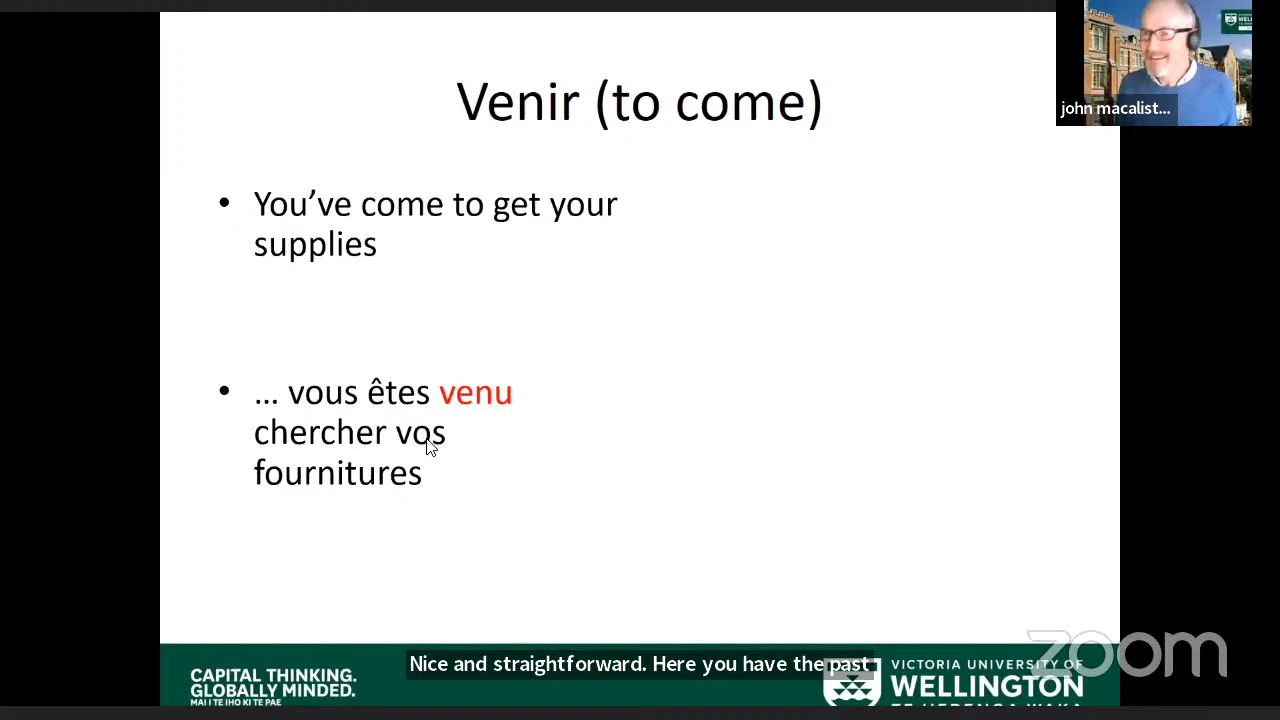 Venir (to come)
WELL
john macalist...
• You've come to get your
supplies
• ... vous êtes venu
chercher vos
fournitures
zoom
Nice and straightforward. Here you have the past
CAPITAL THINKING.
GLOBALLY MINDED.
MAI I TE IHO KI TE PAE
VICTORIA UNIVERSITY OF
WELLINGTON
TE HERENGA WAKA